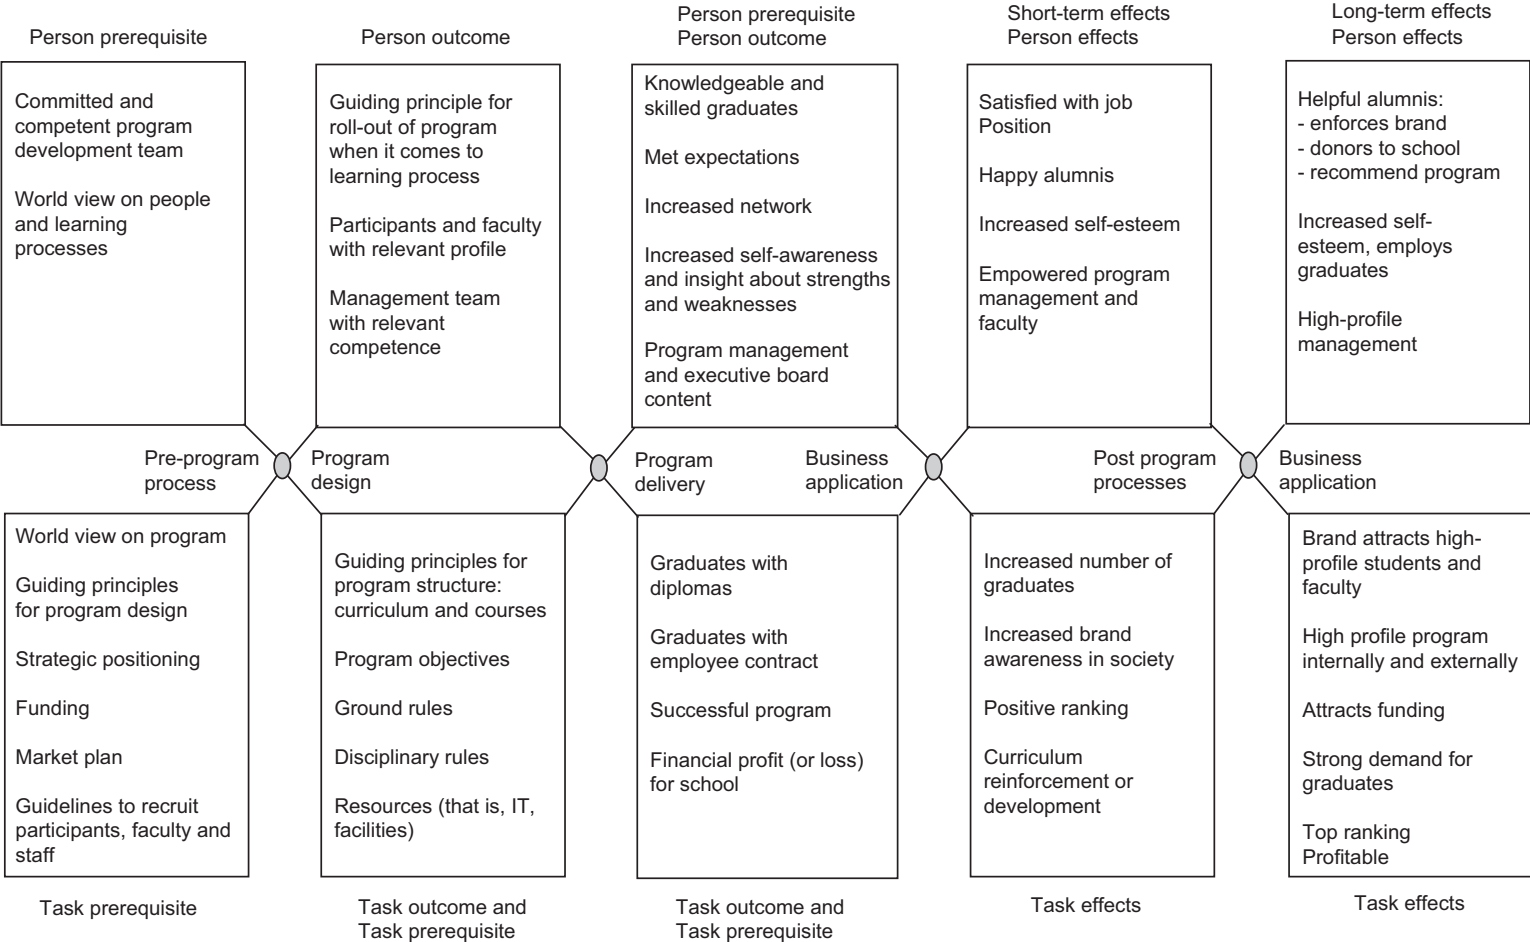 Person prerequisite
Person outcome
Person prerequisite
Person outcome
Short-term effects
Person effects
Long-term effects
Person effects
Committed and
competent program
development team
World view on people
and learning
processes
Guiding principle for
roll-out of program
when it comes to
learning process
Participants and faculty
with relevant profile
Management team
with relevant
competence
Knowledgeable and
skilled graduates
Met expectations
Increased network
Increased self-awareness
and insight about strengths
and weaknesses
Program management
and executive board
content
Satisfied with job
Position
Happy alumnis
Increased self-esteem
Empowered program
management and
faculty
Helpful alumnis:
- enforces brand
- donors to school
- recommend program
Increased self-
esteem, employs
graduates
High-profile
management
Pre-program
process
Program
design
Program
delivery
Business
application
Post program
processes
Business
application
World view on program
Guiding principles
for program design
Strategic positioning
Funding
Market plan
Guidelines to recruit
participants, faculty and
staff
Guiding principles for
program structure:
curriculum and courses
Program objectives
Ground rules
Disciplinary rules
Resources (that is, IT,
facilities)
Graduates with
diplomas
Graduates with
employee contract
Successful program
Financial profit (or loss)
for school
Increased number of
graduates
Increased brand
awareness in society
Positive ranking
Curriculum
reinforcement or
development
Brand attracts high-
profile students and
faculty
High profile program
internally and externally
Attracts funding
Strong demand for
graduates
Top ranking
Profitable
Task prerequisite
Task outcome and
Task prerequisite
Task outcome and
Task prerequisite
Task effects
Task effects